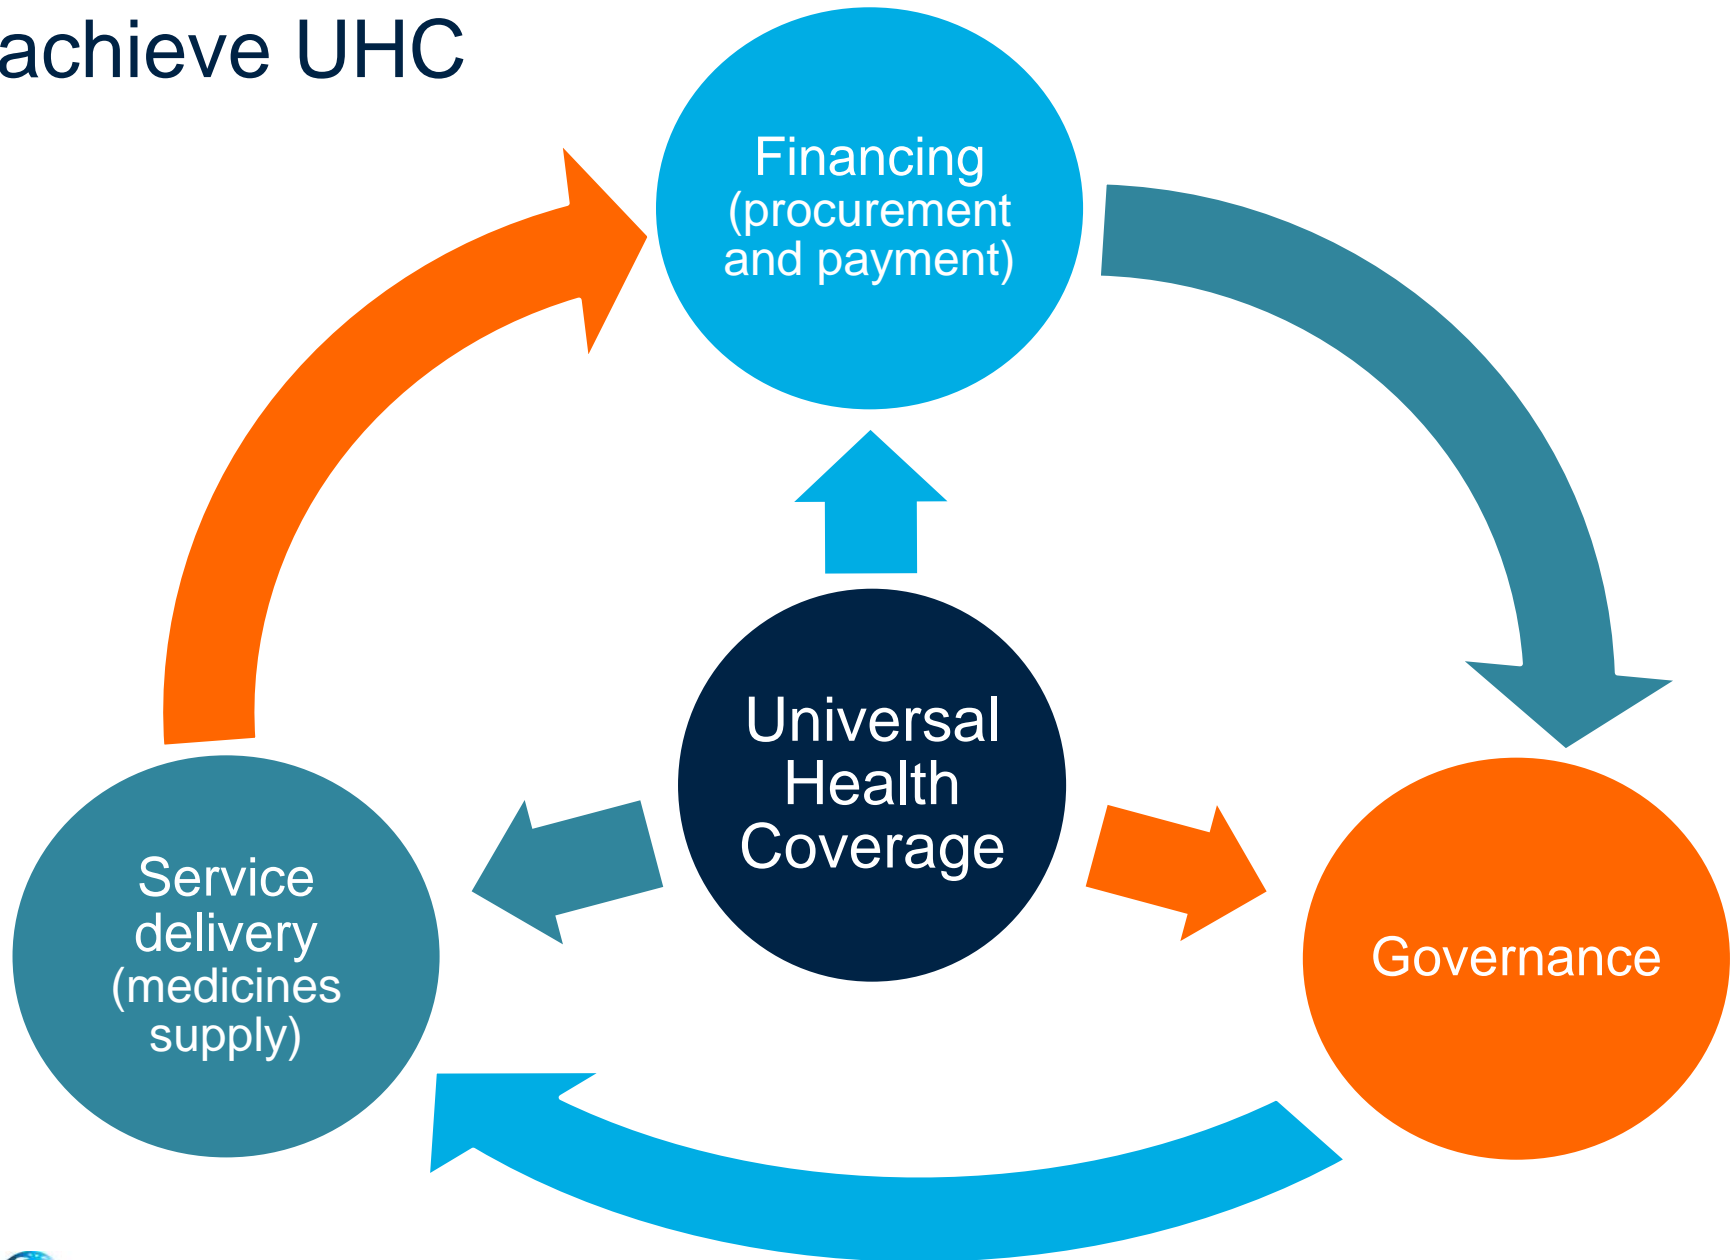 achieve UHC
Financing
(procurement
and payment)
Universal
Health
Coverage
Service
delivery
(medicines
supply)
Governance